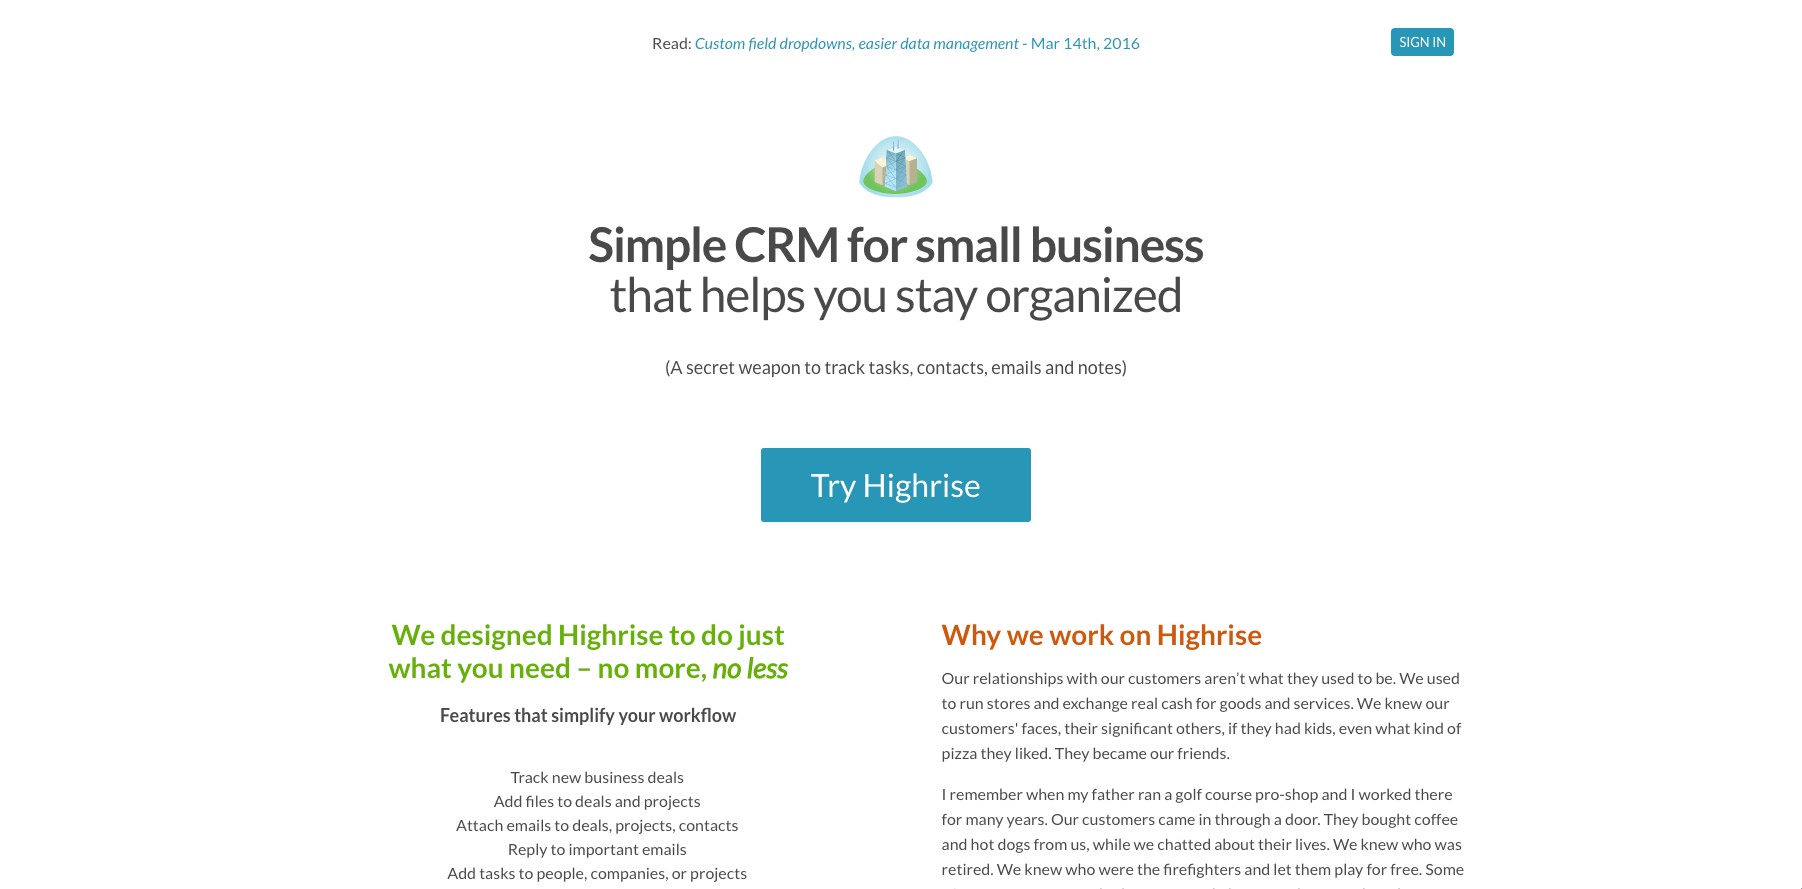 Read: Custom field dropdowns, easier data management - Mar 14th, 2016
SIGN IN
Simple CRM for small business
that helps you stay organized
(A secret weapon to track tasks, contacts, emails and notes)
Try Highrise
We designed Highrise to do just
what you need – no more, no less
Features that simplify your workflow
Track new business deals
Add files to deals and projects
Attach emails to deals, projects, contacts
Reply to important emails
Add tasks to people, companies, or projects
Why we work on Highrise
Our relationships with our customers aren’t what they used to be. We used
to run stores and exchange real cash for goods and services. We knew our
customers' faces, their significant others, if they had kids, even what kind of
pizza they liked. They became our friends.
I remember when my father ran a golf course pro-shop and I worked there
for many years. Our customers came in through a door. They bought coffee
and hot dogs from us, while we chatted about their lives. We knew who was
retired. We knew who were the firefighters and let them play for free. Some